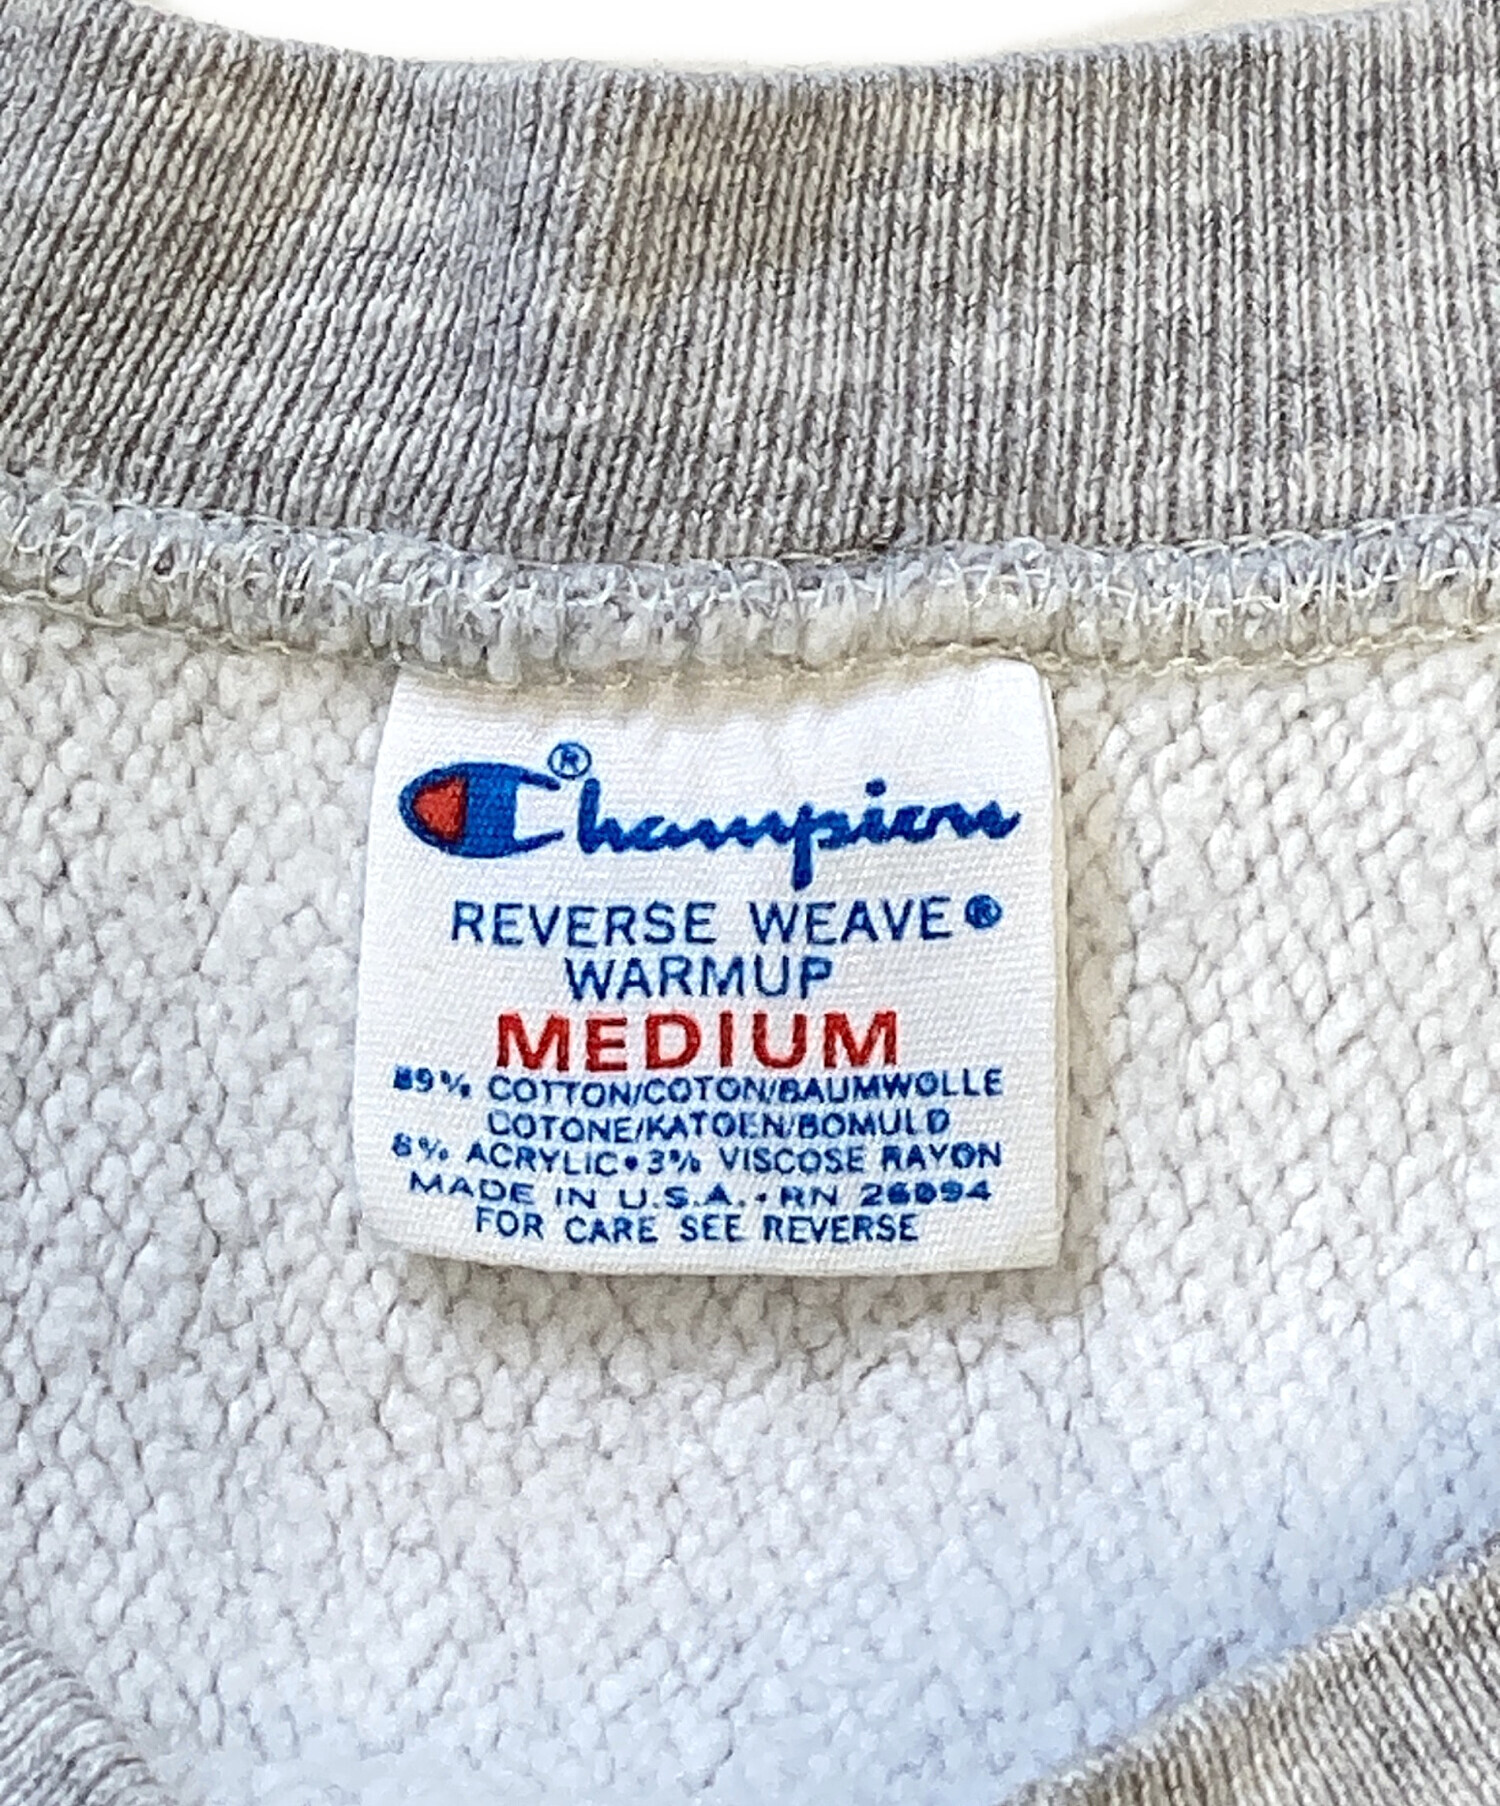 Champion®
REVERSE WEAVE®
WARMUP
MEDIUM
89% COTTON/COTON/BAUMWOLLE
COTONE/KATOEN/BOMULD
8% ACRYLIC•3% VISCOSE RAYON
MADE IN U.S.A.•RN 26094
FOR CARE SEE REVERSE